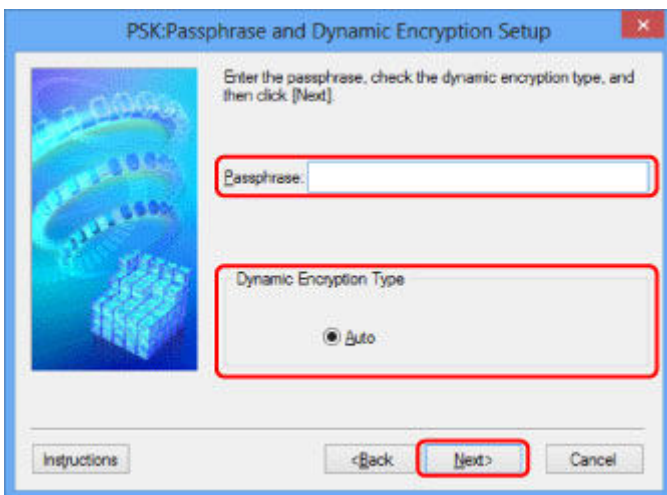 PSK:Passphrase and Dynamic Encryption Setup
Enter the passphrase, check the dynamic encryption type, and
then click [Next].
Passphrase:
Dynamic Encryption Type
Auto
Instructions
<Back
Next>
Cancel